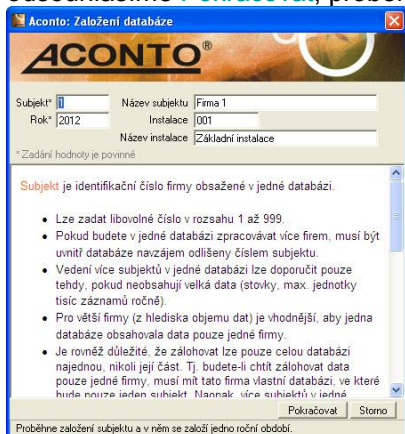 odsouhlasíme Pokračovat, proběh
Aconto: Založení databáze
ACONTO®
Subjekt* 1 Název subjektu Firma 1
Rok* 2012 Instalace 001
Název instalace Základní instalace
*Zadání hodnoty je povinné
Subjekt je identifikační číslo firmy obsažené v jedné databázi.
• Lze zadat libovolné číslo v rozsahu 1 až 999.
• Pokud budete v jedné databázi zpracovávat více firem, musí být
uvnitř databáze navzájem odlišeny číslem subjektu.
• Vedení více subjektů v jedné databázi lze doporučit pouze
tehdy, pokud neobsahují velká data (stovky, max. jednotky
tisíc záznamů ročně).
• Pro větší firmy (z hlediska objemu dat) je vhodnější, aby jedna
databáze obsahovala data pouze jedné firmy.
• Je rovněž důležité, že zálohovat lze pouze celou databázi
najednou, nikoli její část. Tj. budete-li chtít zálohovat data
pouze jedné firmy, musí mít tato firma vlastní databázi, ve které
bude pouze jeden subjekt. Naopak, více subjektů v jedné
Pokračovat Storno
Proběhne založení subjektu a v něm se založí jedno roční období.